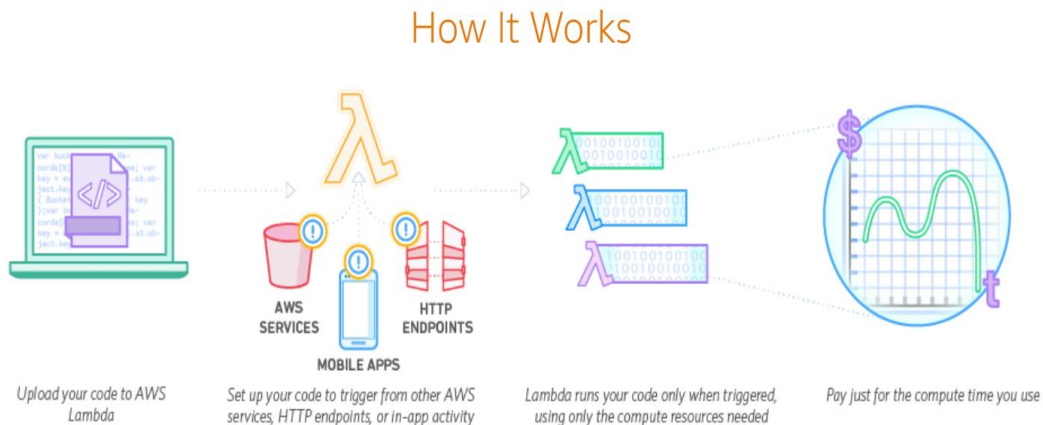 How It Works
$
t
AWS
SERVICES
MOBILE APPS
HTTP
ENDPOINTS
Upload your code to AWS
Lambda
Set up your code to trigger from other AWS
services, HTTP endpoints, or in-app activity
Lambda runs your code only when triggered,
using only the compute resources needed
Pay just for the compute time you use